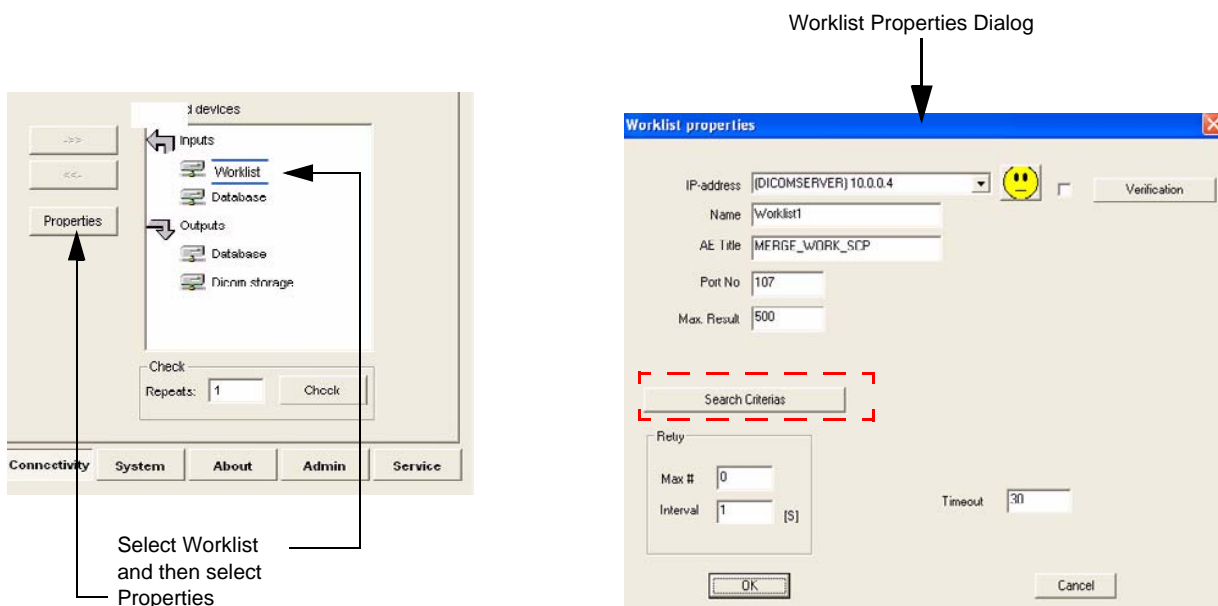 Worklist Properties Dialog
d devices
->>
<<-
Properties
Inputs
Worklist
Database
Outputs
Database
Dicom storage
Check
Repeats: 1 Check
Connectivity System About Admin Service
Select Worklist
and then select
Properties
Worklist properties
IP-address (DICOMSERVER) 10.0.0.4 Verification
Name Worklist1
AE Title MERGE_WORK_SCP
Port No 107
Max. Result 500
Search Criterias
Retry
Max # 0
Interval 1 [S]
Timeout 30
OK Cancel